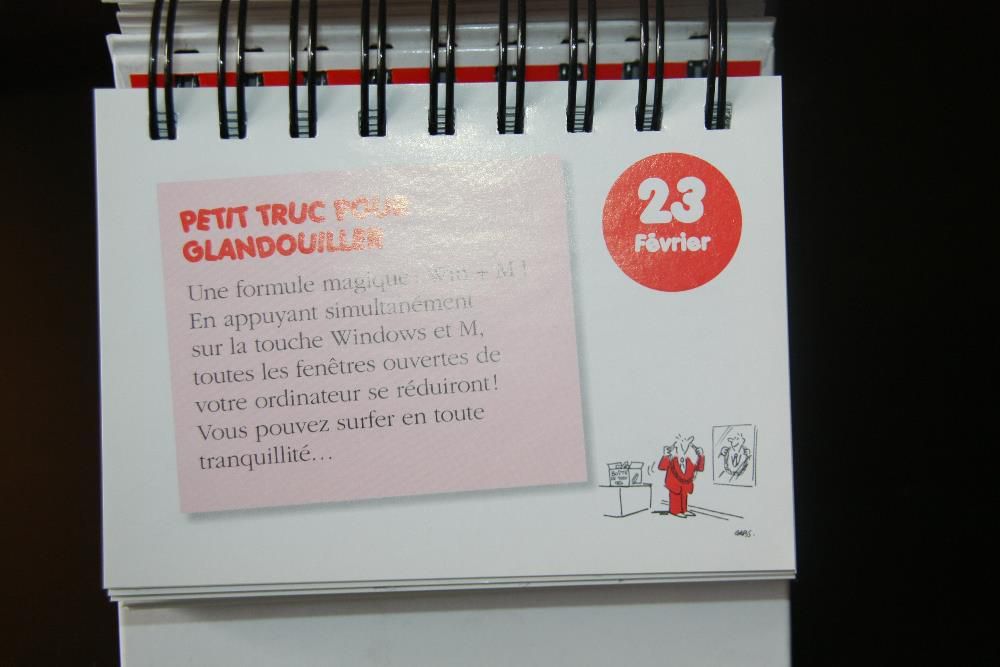 PETIT TRUC POUR
GLANDOUILLER
Une formule magique : Win + M !
En appuyant simultanément
sur la touche Windows et M,
toutes les fenêtres ouvertes de
votre ordinateur se réduiront!
Vous pouvez surfer en toute
tranquillité...
23
Février